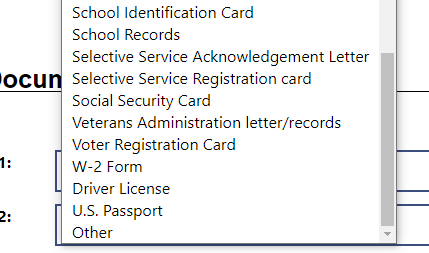 School Identification Card
School Records
Selective Service Acknowledgement Letter
Docum
Selective Service Registration card
Social Security Card
Veterans Administration letter/records
Voter Registration Card
1:
W-2 Form
Driver License
U.S. Passport
2:
Other